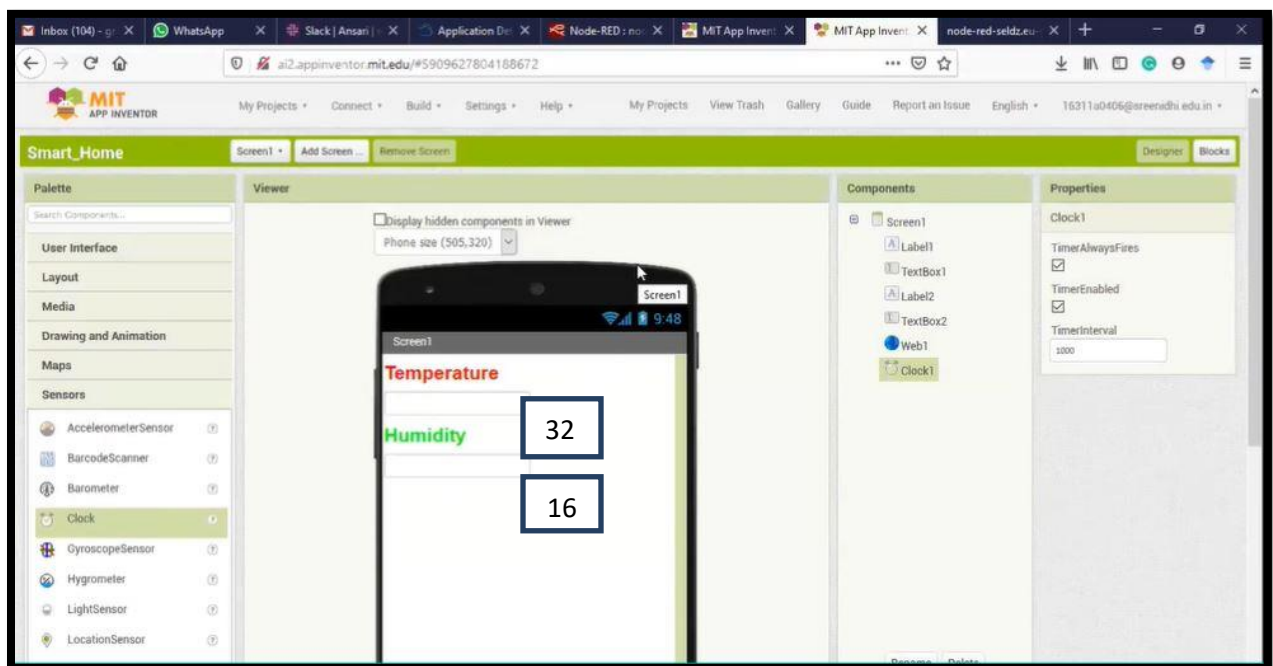 Inbox (104) - gr
WhatsApp
Slack | Ansari |
Application De
Node-RED : no
MIT App Invent
MIT App Invent
node-red-seldz.eu-
ai2.appinventor.mit.edu/#5909627804188672
MIT
APP INVENTOR
My Projects
Connect
Build
Settings
Help
My Projects
View Trash
Gallery
Guide
Report an Issue
English
16311a0406@sreenidhi.edu.in
Smart_Home
Screen1
Add Screen ...
Remove Screen
Designer
Blocks
Palette
Viewer
Components
Properties
Search Components...
User Interface
Layout
Media
Drawing and Animation
Maps
Sensors
AccelerometerSensor
BarcodeScanner
Barometer
Clock
GyroscopeSensor
Hygrometer
LightSensor
LocationSensor
Display hidden components in Viewer
Phone size (505,320)
Screen1
9:48
Screen1
Temperature
32
Humidity
16
Screen1
Label1
TextBox1
Label2
TextBox2
Web1
Clock1
Rename
Delete
Clock1
TimerAlwaysFires
TimerEnabled
TimerInterval
1000